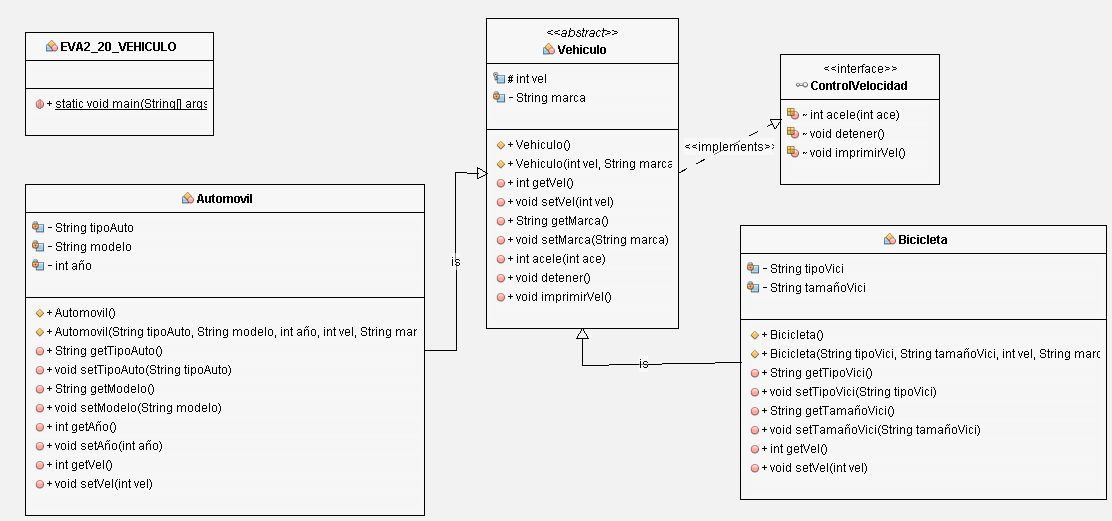 EVA2_20_VEHICULO
+ static void main(String[] args
<<abstract>>
Vehiculo
# int vel
- String marca
+ Vehiculo()
+ Vehiculo(int vel, String marca
+ int getVel()
+ void setVel(int vel)
+ String getMarca()
+ void setMarca(String marca)
+ int acele(int ace)
+ void detener()
+ void imprimirVel()
<<implements>>
<<interface>>
ControlVelocidad
~ int acele(int ace)
~ void detener()
~ void imprimirVel()
Automovil
- String tipoAuto
- String modelo
- int año
+ Automovil()
+ Automovil(String tipoAuto, String modelo, int año, int vel, String mar
+ String getTipoAuto()
+ void setTipoAuto(String tipoAuto)
+ String getModelo()
+ void setModelo(String modelo)
+ int getAño()
+ void setAño(int año)
+ int getVel()
+ void setVel(int vel)
is
is
Bicicleta
- String tipoVici
- String tamañoVici
+ Bicicleta()
+ Bicicleta(String tipoVici, String tamañoVici, int vel, String marc
+ String getTipoVici()
+ void setTipoVici(String tipoVici)
+ String getTamañoVici()
+ void setTamañoVici(String tamañoVici)
+ int getVel()
+ void setVel(int vel)